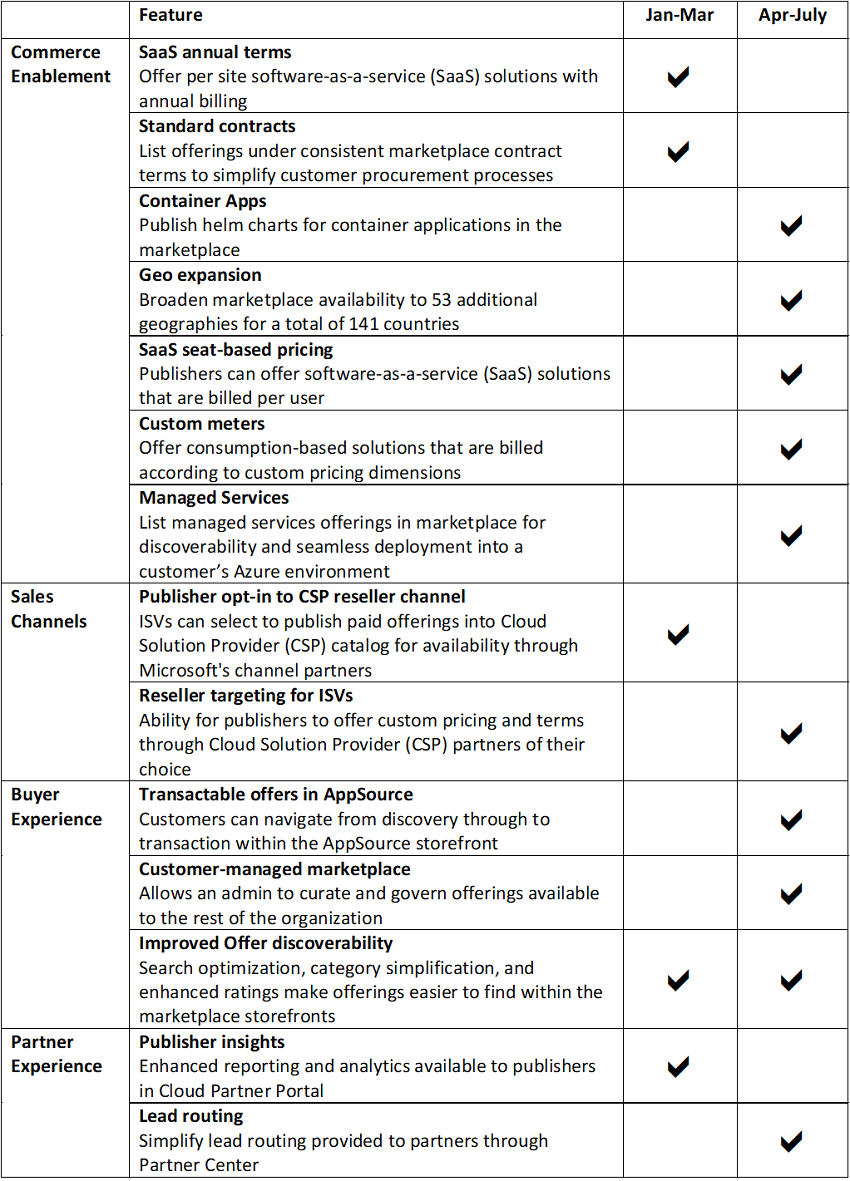 Feature Jan-Mar Apr-July
Commerce
Enablement
SaaS annual terms
Offer per site software-as-a-service (SaaS) solutions with
annual billing
✔
Standard contracts
List offerings under consistent marketplace contract
terms to simplify customer procurement processes
✔
Container Apps
Publish helm charts for container applications in the
marketplace
✔
Geo expansion
Broaden marketplace availability to 53 additional
geographies for a total of 141 countries
✔
SaaS seat-based pricing
Publishers can offer software-as-a-service (SaaS) solutions
that are billed per user
✔
Custom meters
Offer consumption-based solutions that are billed
according to custom pricing dimensions
✔
Managed Services
List managed services offerings in marketplace for
discoverability and seamless deployment into a
customer’s Azure environment
✔
Sales
Channels
Publisher opt-in to CSP reseller channel
ISVs can select to publish paid offerings into Cloud
Solution Provider (CSP) catalog for availability through
Microsoft's channel partners
✔
Reseller targeting for ISVs
Ability for publishers to offer custom pricing and terms
through Cloud Solution Provider (CSP) partners of their
choice
✔
Buyer
Experience
Transactable offers in AppSource
Customers can navigate from discovery through to
transaction within the AppSource storefront
✔
Customer-managed marketplace
Allows an admin to curate and govern offerings available
to the rest of the organization
✔
Improved Offer discoverability
Search optimization, category simplification, and
enhanced ratings make offerings easier to find within the
marketplace storefronts
✔ ✔
Partner
Experience
Publisher insights
Enhanced reporting and analytics available to publishers
in Cloud Partner Portal
✔
Lead routing
Simplify lead routing provided to partners through
Partner Center
✔